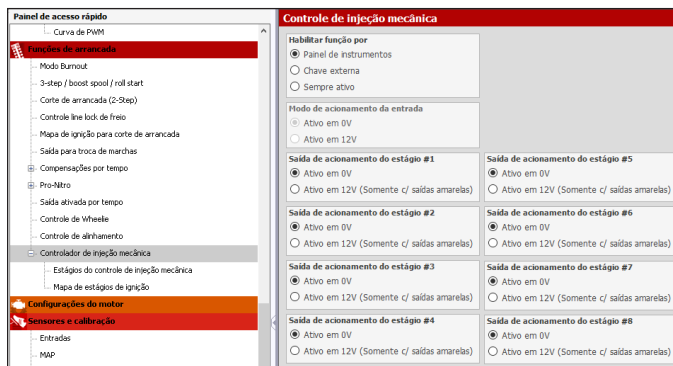 Painel de acesso rápido
Curva de PWM
Funções de arrancada
Modo Burnout
3-step / boost spool / roll start
Corte de arrancada (2-Step)
Controle line lock de freio
Mapa de ignição para corte de arrancada
Saída para troca de marchas
Compensações por tempo
Pro-Nitro
Saída ativada por tempo
Controle de Wheelie
Controle de alinhamento
Controlador de injeção mecânica
Estágios do controle de injeção mecânica
Mapa de estágios de ignição
Configurações do motor
Sensores e calibração
Entradas
MAP
Controle de injeção mecânica
Habilitar função por
Painel de instrumentos
Chave externa
Sempre ativo
Modo de acionamento da entrada
Ativo em 0V
Ativo em 12V
Saída de acionamento do estágio #1
Ativo em 0V
Ativo em 12V (Somente c/ saídas amarelas)
Saída de acionamento do estágio #2
Ativo em 0V
Ativo em 12V (Somente c/ saídas amarelas)
Saída de acionamento do estágio #3
Ativo em 0V
Ativo em 12V (Somente c/ saídas amarelas)
Saída de acionamento do estágio #4
Ativo em 0V
Ativo em 12V (Somente c/ saídas amarelas)
Saída de acionamento do estágio #5
Ativo em 0V
Ativo em 12V (Somente c/ saídas amarelas)
Saída de acionamento do estágio #6
Ativo em 0V
Ativo em 12V (Somente c/ saídas amarelas)
Saída de acionamento do estágio #7
Ativo em 0V
Ativo em 12V (Somente c/ saídas amarelas)
Saída de acionamento do estágio #8
Ativo em 0V
Ativo em 12V (Somente c/ saídas amarelas)